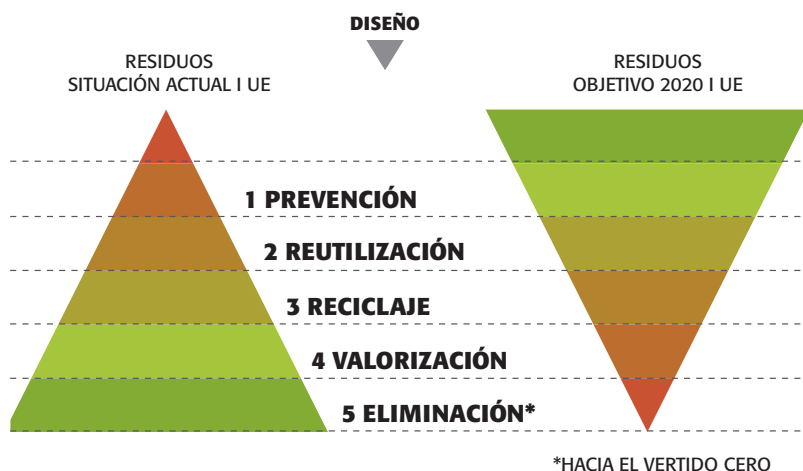 DISEÑO
RESIDUOS
SITUACIÓN ACTUAL I UE
RESIDUOS
OBJETIVO 2020 I UE
1 PREVENCIÓN
2 REUTILIZACIÓN
3 RECICLAJE
4 VALORIZACIÓN
5 ELIMINACIÓN*
*HACIA EL VERTIDO CERO